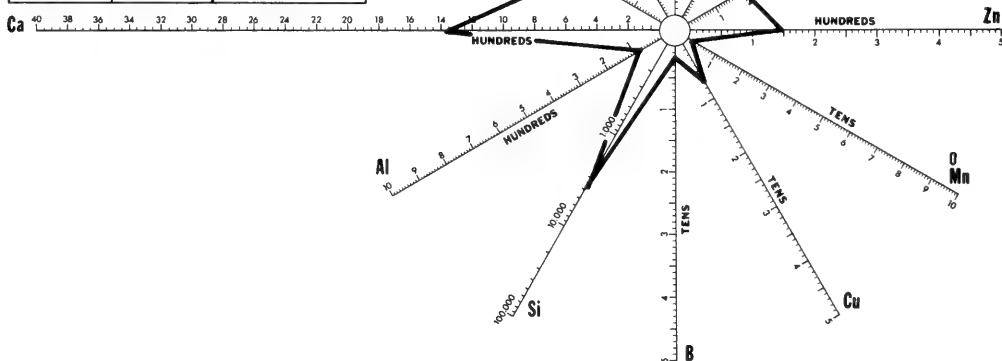 Ca 40 38 36 34 32 30 28 26 24 22 20 18 16 14 12 10 8 6 4 2
HUNDREDS
HUNDREDS
Zn
1 2 3 4 5
2 3 4 5 6 7 8 9 10
HUNDREDS
Al
1,000 10,000 100,000
Si
1 2 3 4 5
TENS
B
1 2 3 4 5
TENS
Cu
1 2 3 4 5 6 7 8 9 10
TENS
0
Mn